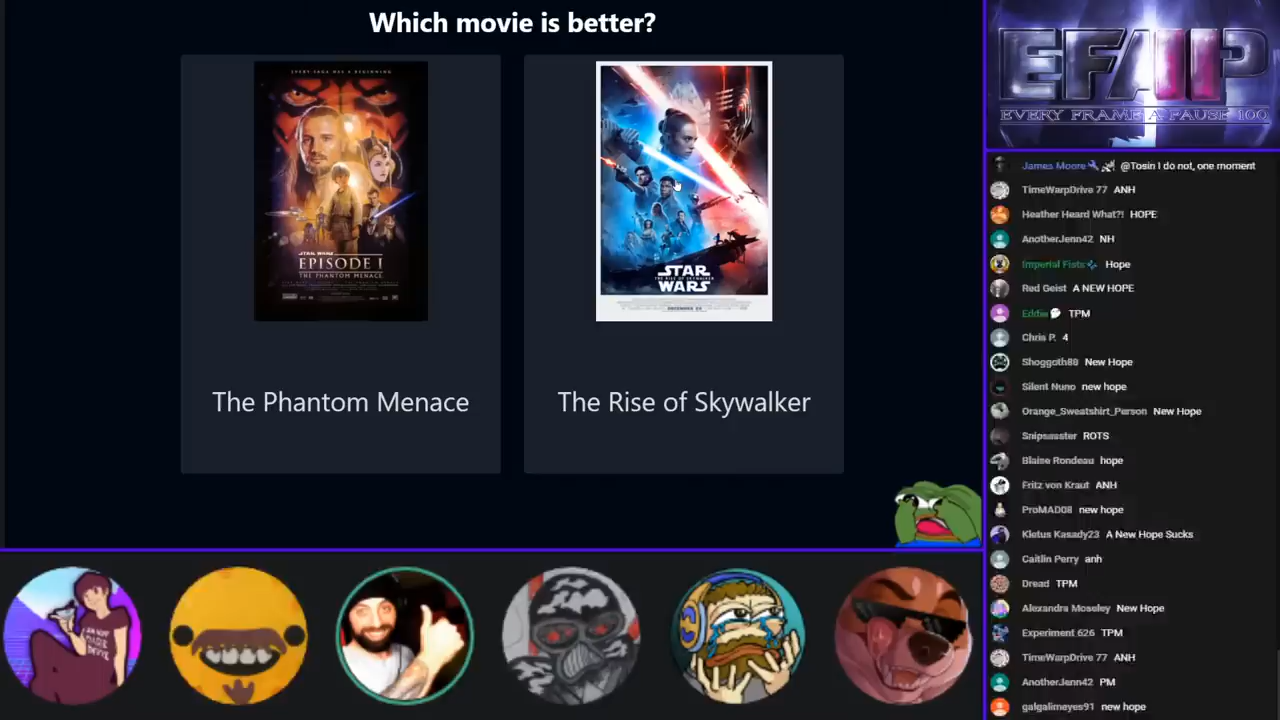 Which movie is better?
EVERY SAGA HAS A BEGINNING
STAR WARS
EPISODE I
THE PHANTOM MENACE
STAR
THE RISE OF SKYWALKER
WARS
The Phantom Menace
The Rise of Skywalker
EFAP
EVERY FRAME A PAUSE 100
James Moore @Tosin I do not, one moment
TimeWarpDrive 77 ANH
Heather Heard What?! HOPE
AnotherJenn42 NH
Imperial Fists Hope
Red Geist A NEW HOPE
Eddie TPM
Chris P. 4
Shoggoth88 New Hope
Silent Nuno new hope
Orange_Sweatshirt_Person New Hope
Snipsmaster ROTS
Blaise Rondeau hope
Fritz von Kraut ANH
ProMAD08 new hope
Kletus Kasady23 A New Hope Sucks
Caitlin Perry anh
Dread TPM
Alexandra Moseley New Hope
Experiment 626 TPM
TimeWarpDrive 77 ANH
AnotherJenn42 PM
galgalimeyes91 new hope